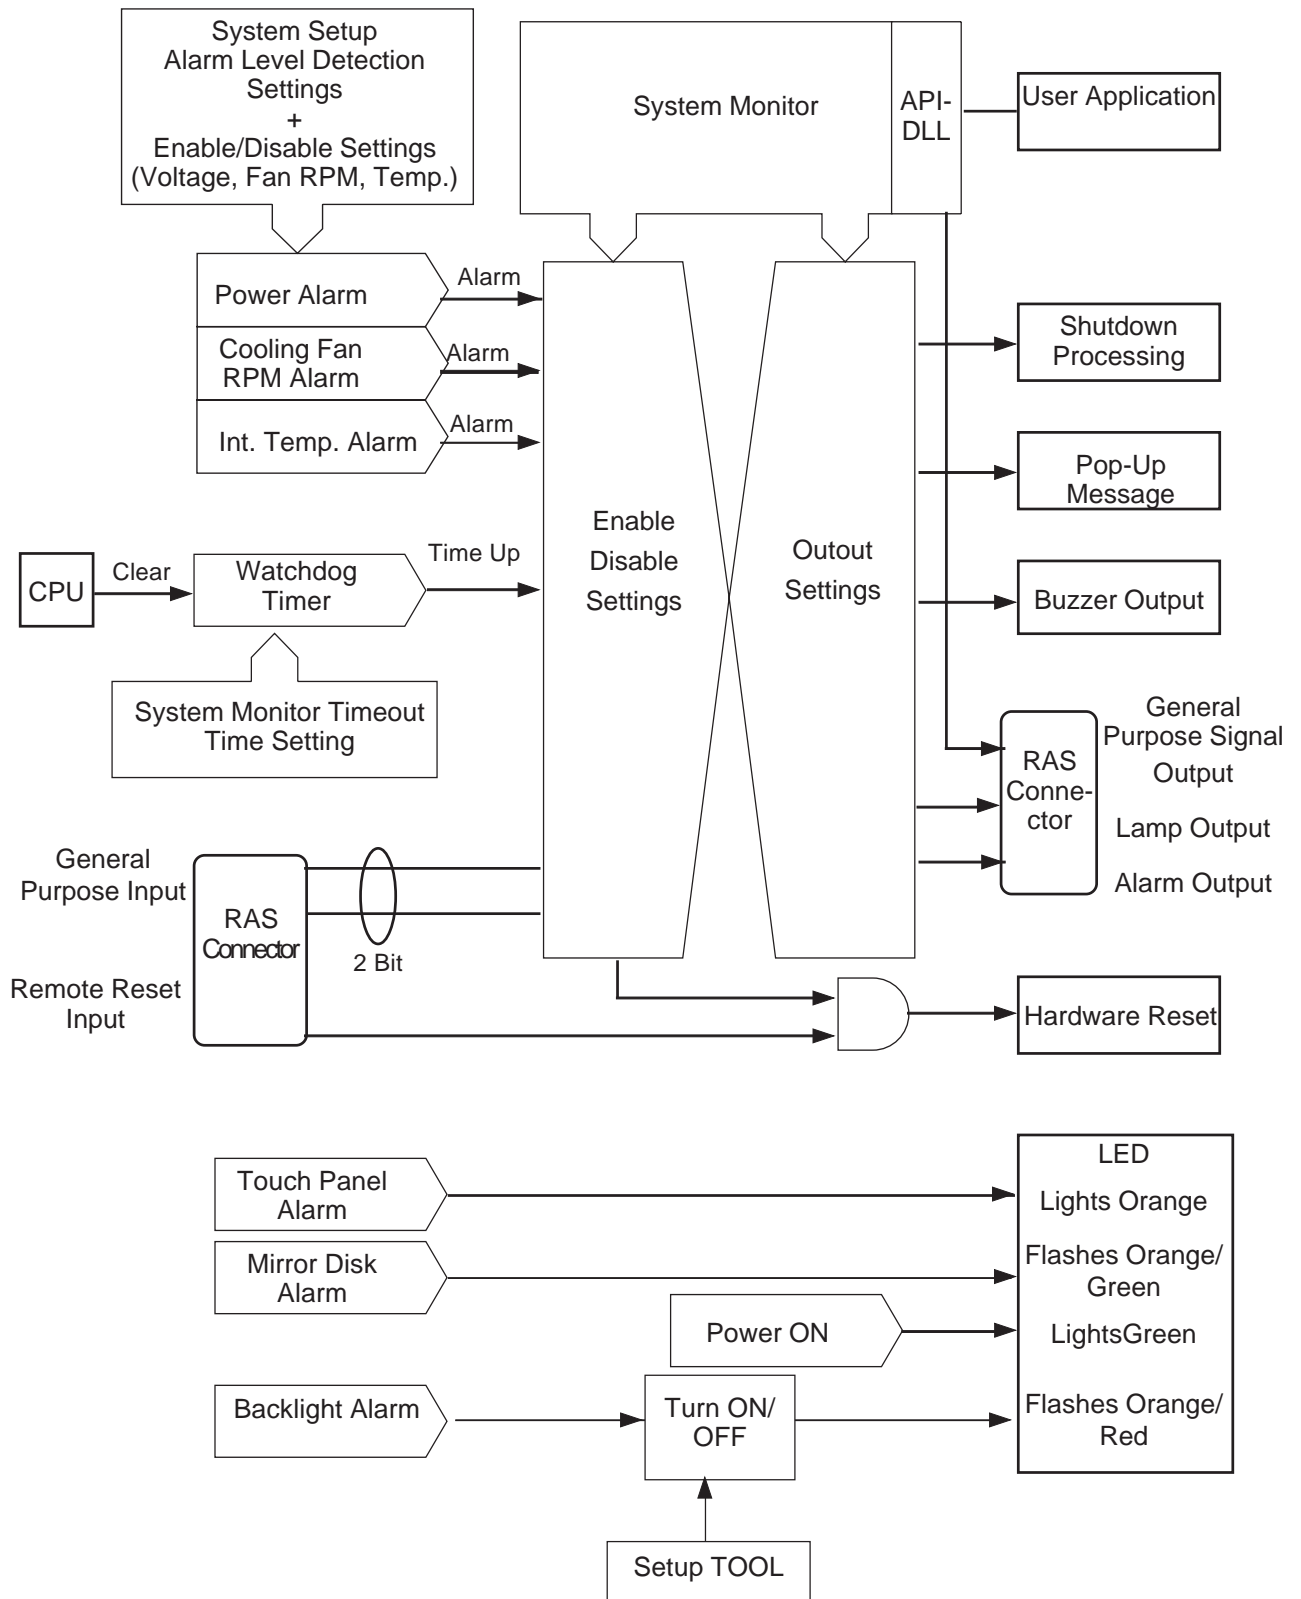 System Setup
Alarm Level Detection
Settings
+
Enable/Disable Settings
(Voltage, Fan RPM, Temp.)
System Monitor
API-
DLL
User Application
Power Alarm
Alarm
Cooling Fan
RPM Alarm
Alarm
Int. Temp. Alarm
Alarm
Shutdown
Processing
Pop-Up
Message
Enable
Disable
Settings
Outout
Settings
CPU
Clear
Watchdog
Timer
Time Up
Buzzer Output
System Monitor Timeout
Time Setting
RAS
Conne-
ctor
General
Purpose Signal
Output
Lamp Output
Alarm Output
General
Purpose Input
RAS
Connector
2 Bit
Remote Reset
Input
Hardware Reset
LED
Touch Panel
Alarm
Lights Orange
Mirror Disk
Alarm
Flashes Orange/
Green
Power ON
LightsGreen
Backlight Alarm
Turn ON/
OFF
Flashes Orange/
Red
Setup TOOL